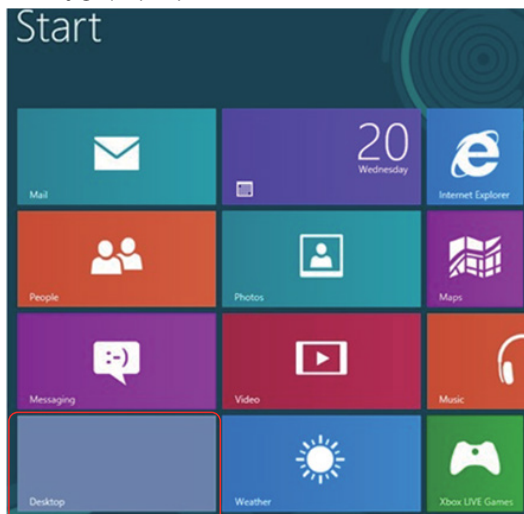 Start
Mail
20
Wednesday
Internet Explorer
People
Photos
Maps
:-)
Messaging
Video
Music
Desktop
Weather
Xbox LIVE Games